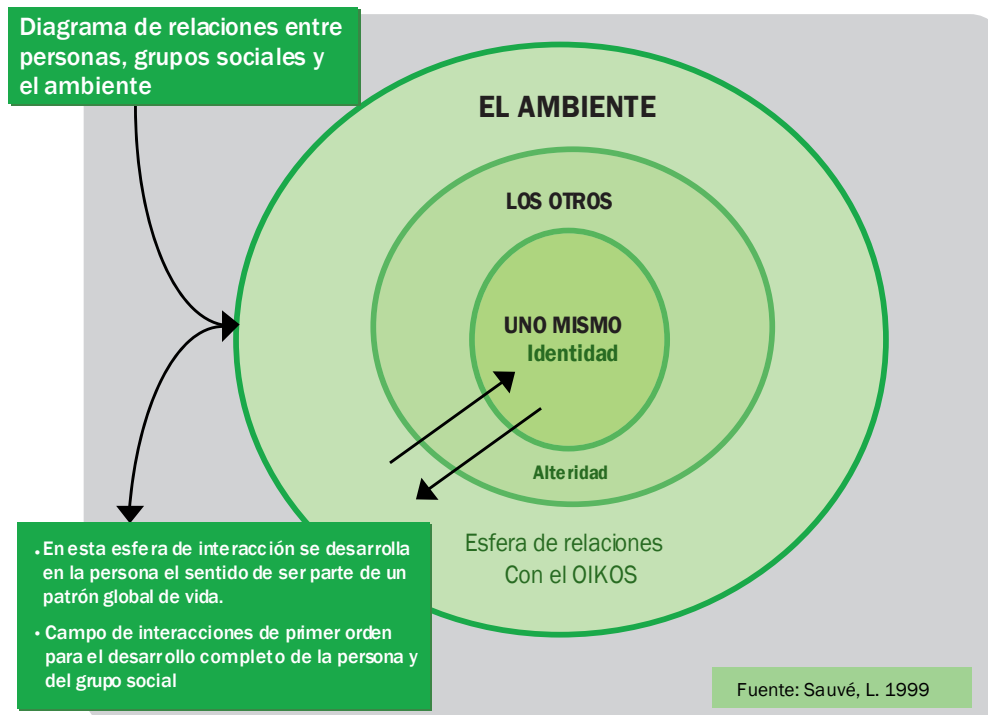 Diagrama de relaciones entre
personas, grupos sociales y
el ambiente
EL AMBIENTE
LOS OTROS
UNO MISMO
Identidad
Alteridad
Esfera de relaciones
Con el OIKOS
• En esta esfera de interacción se desarrolla
en la persona el sentido de ser parte de un
patrón global de vida.
• Campo de interacciones de primer orden
para el desarrollo completo de la persona y
del grupo social
Fuente: Sauvé, L. 1999